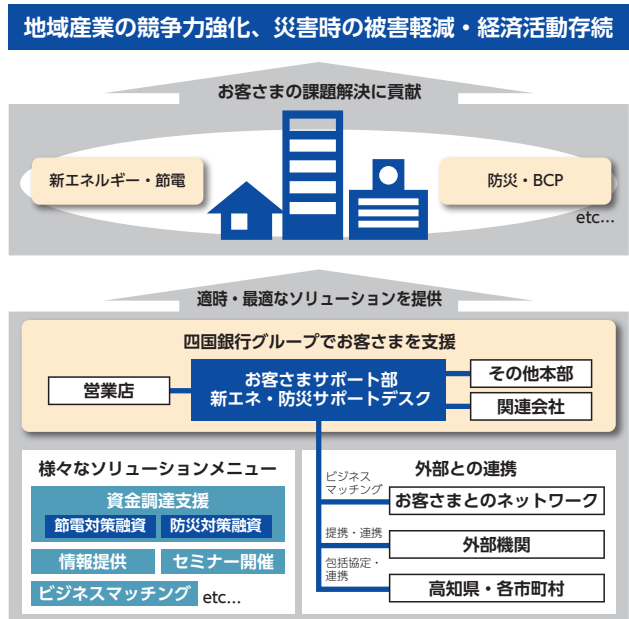 地域産業の競争力強化、災害時の被害軽減・経済活動存続
お客さまの課題解決に貢献
新エネルギー・節電
防災・BCP
etc...
適時・最適なソリューションを提供
四国銀行グループでお客さまを支援
営業店
お客さまサポート部
新エネ・防災サポートデスク
その他本部
関連会社
様々なソリューションメニュー
資金調達支援
節電対策融資
防災対策融資
情報提供
セミナー開催
ビジネスマッチング
etc...
外部との連携
ビジネス
マッチング
お客さまとのネットワーク
提携・連携
外部機関
包括協定・
連携
高知県・各市町村